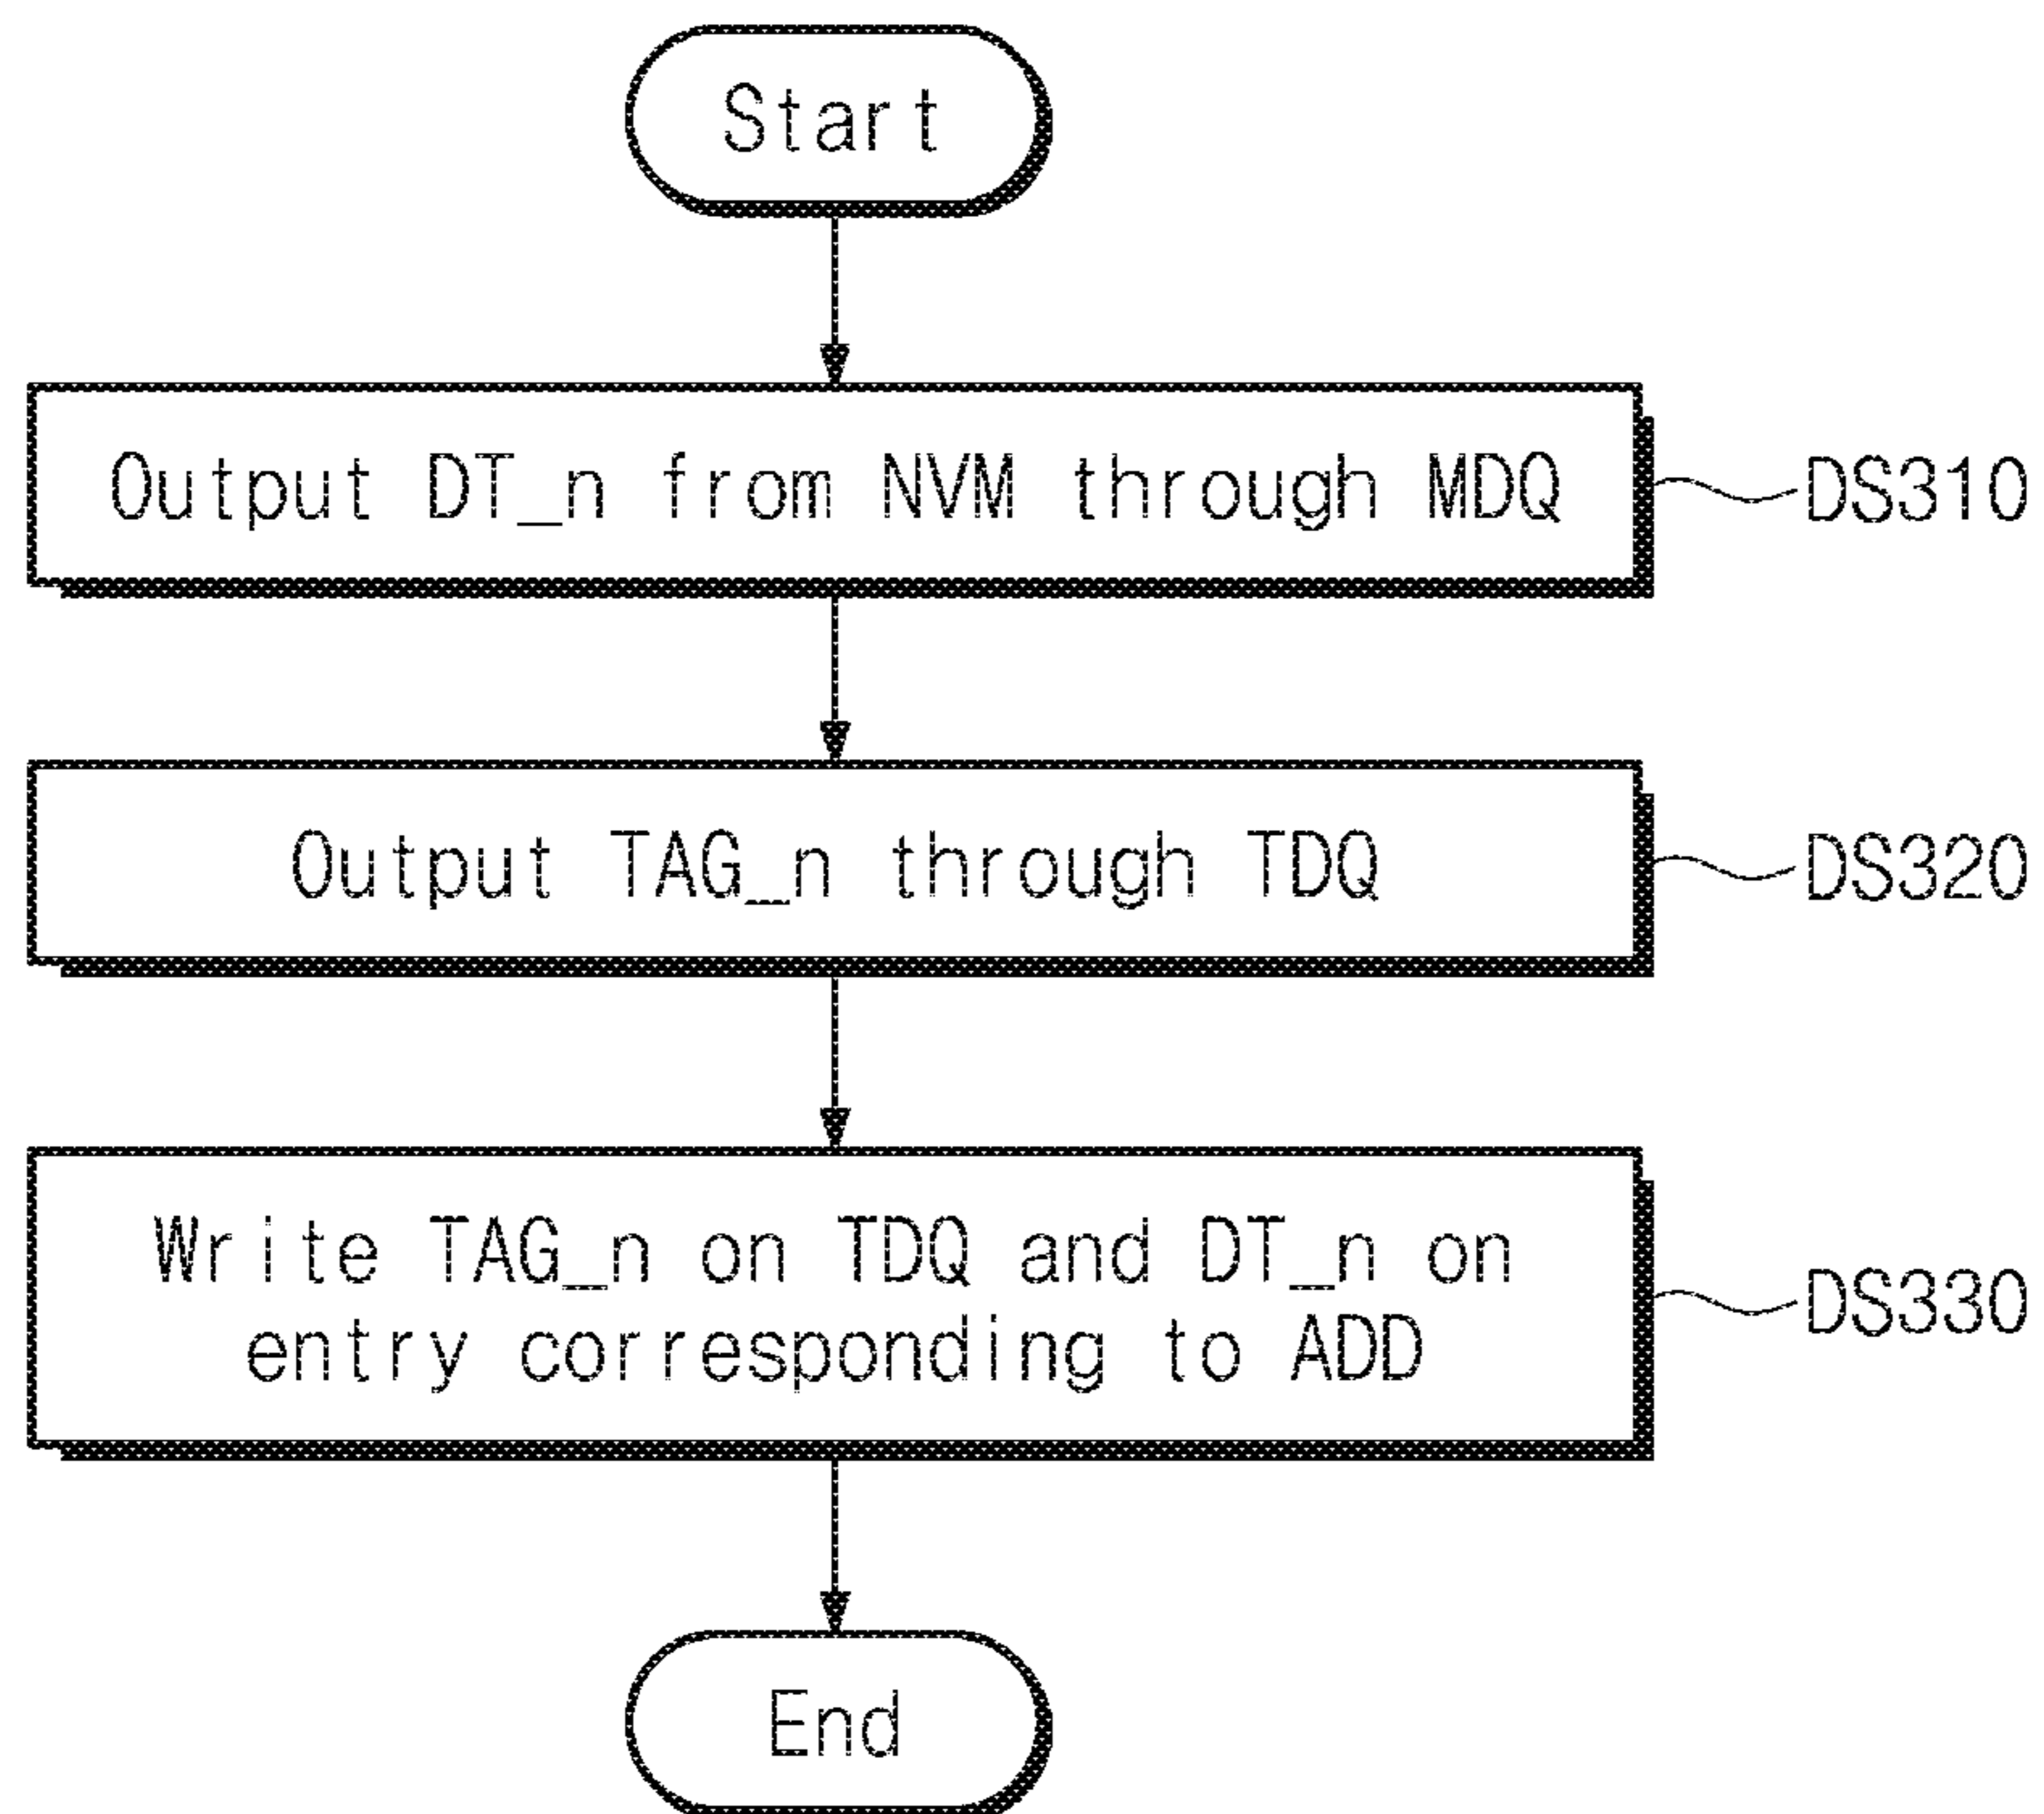 Start
Output DT_n from NVM through MDQ
DS310
Output TAG_n through TDQ
DS320
Write TAG_n on TDQ and DT_n on
entry corresponding to ADD
DS330
End